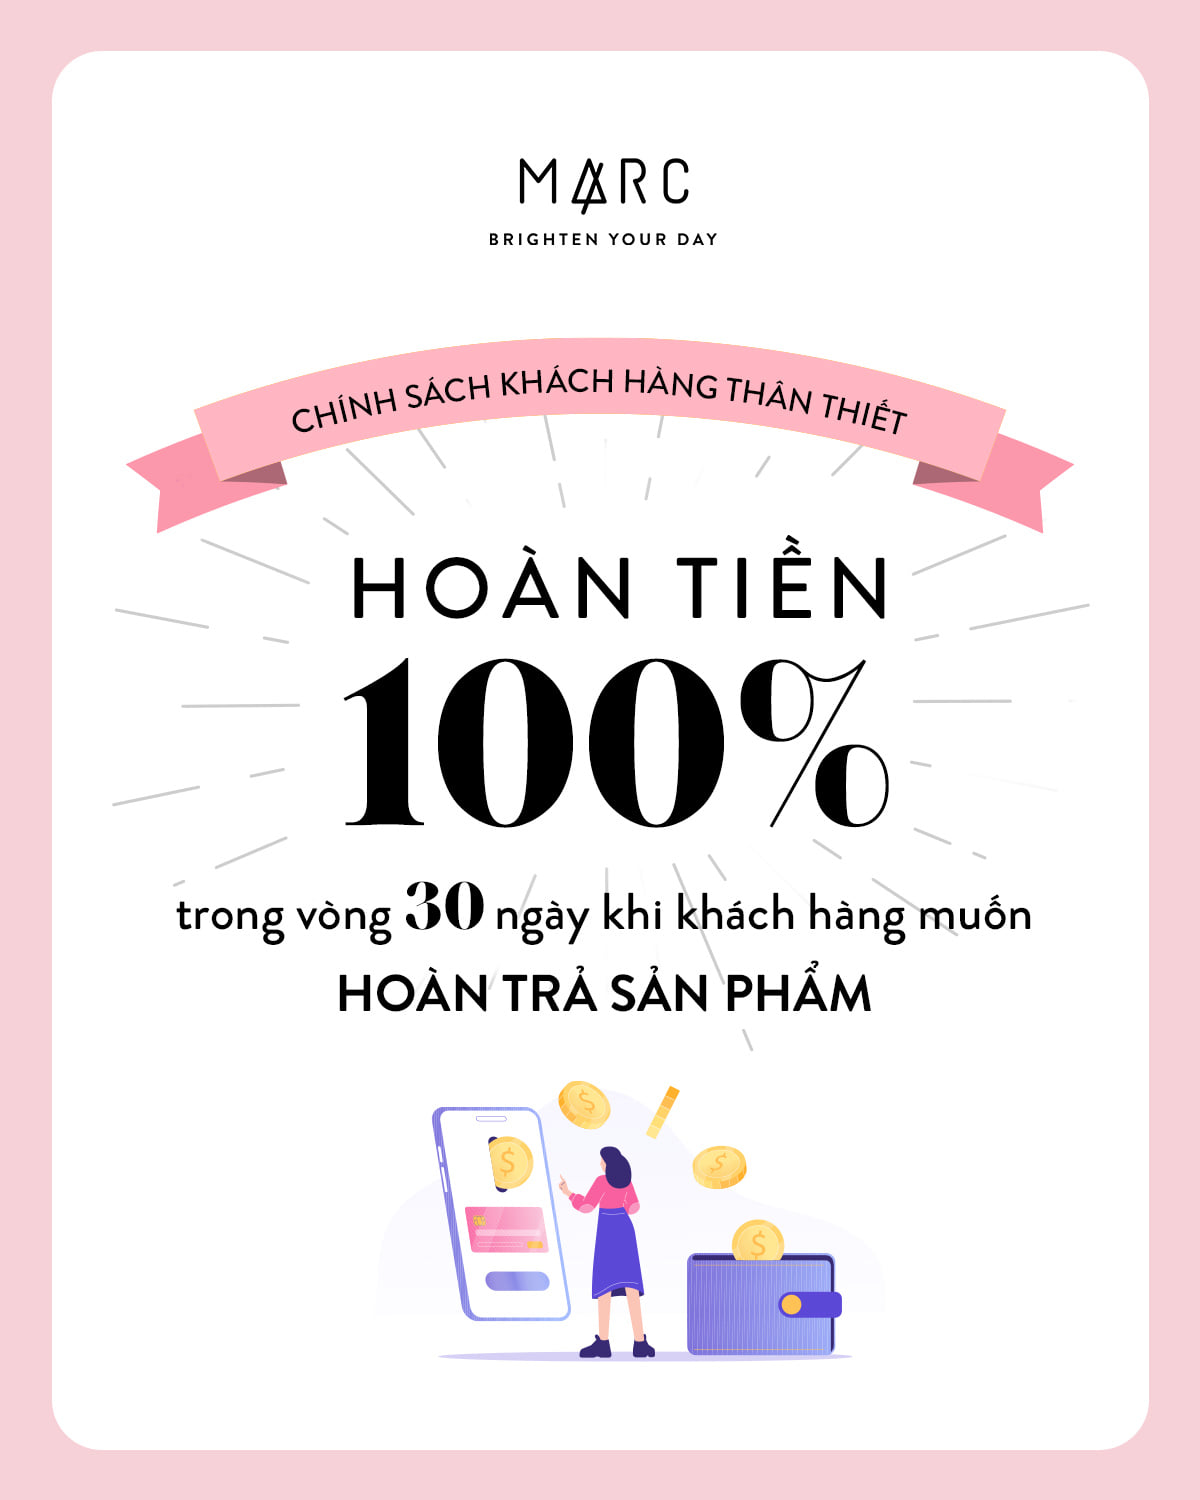 MARC
BRIGHTEN YOUR DAY
CHÍNH SÁCH KHÁCH HÀNG THÂN THIẾT
HOÀN TIỀN
100%
trong vòng 30 ngày khi khách hàng muốn
HOÀN TRẢ SẢN PHẨM
$
$
$
$